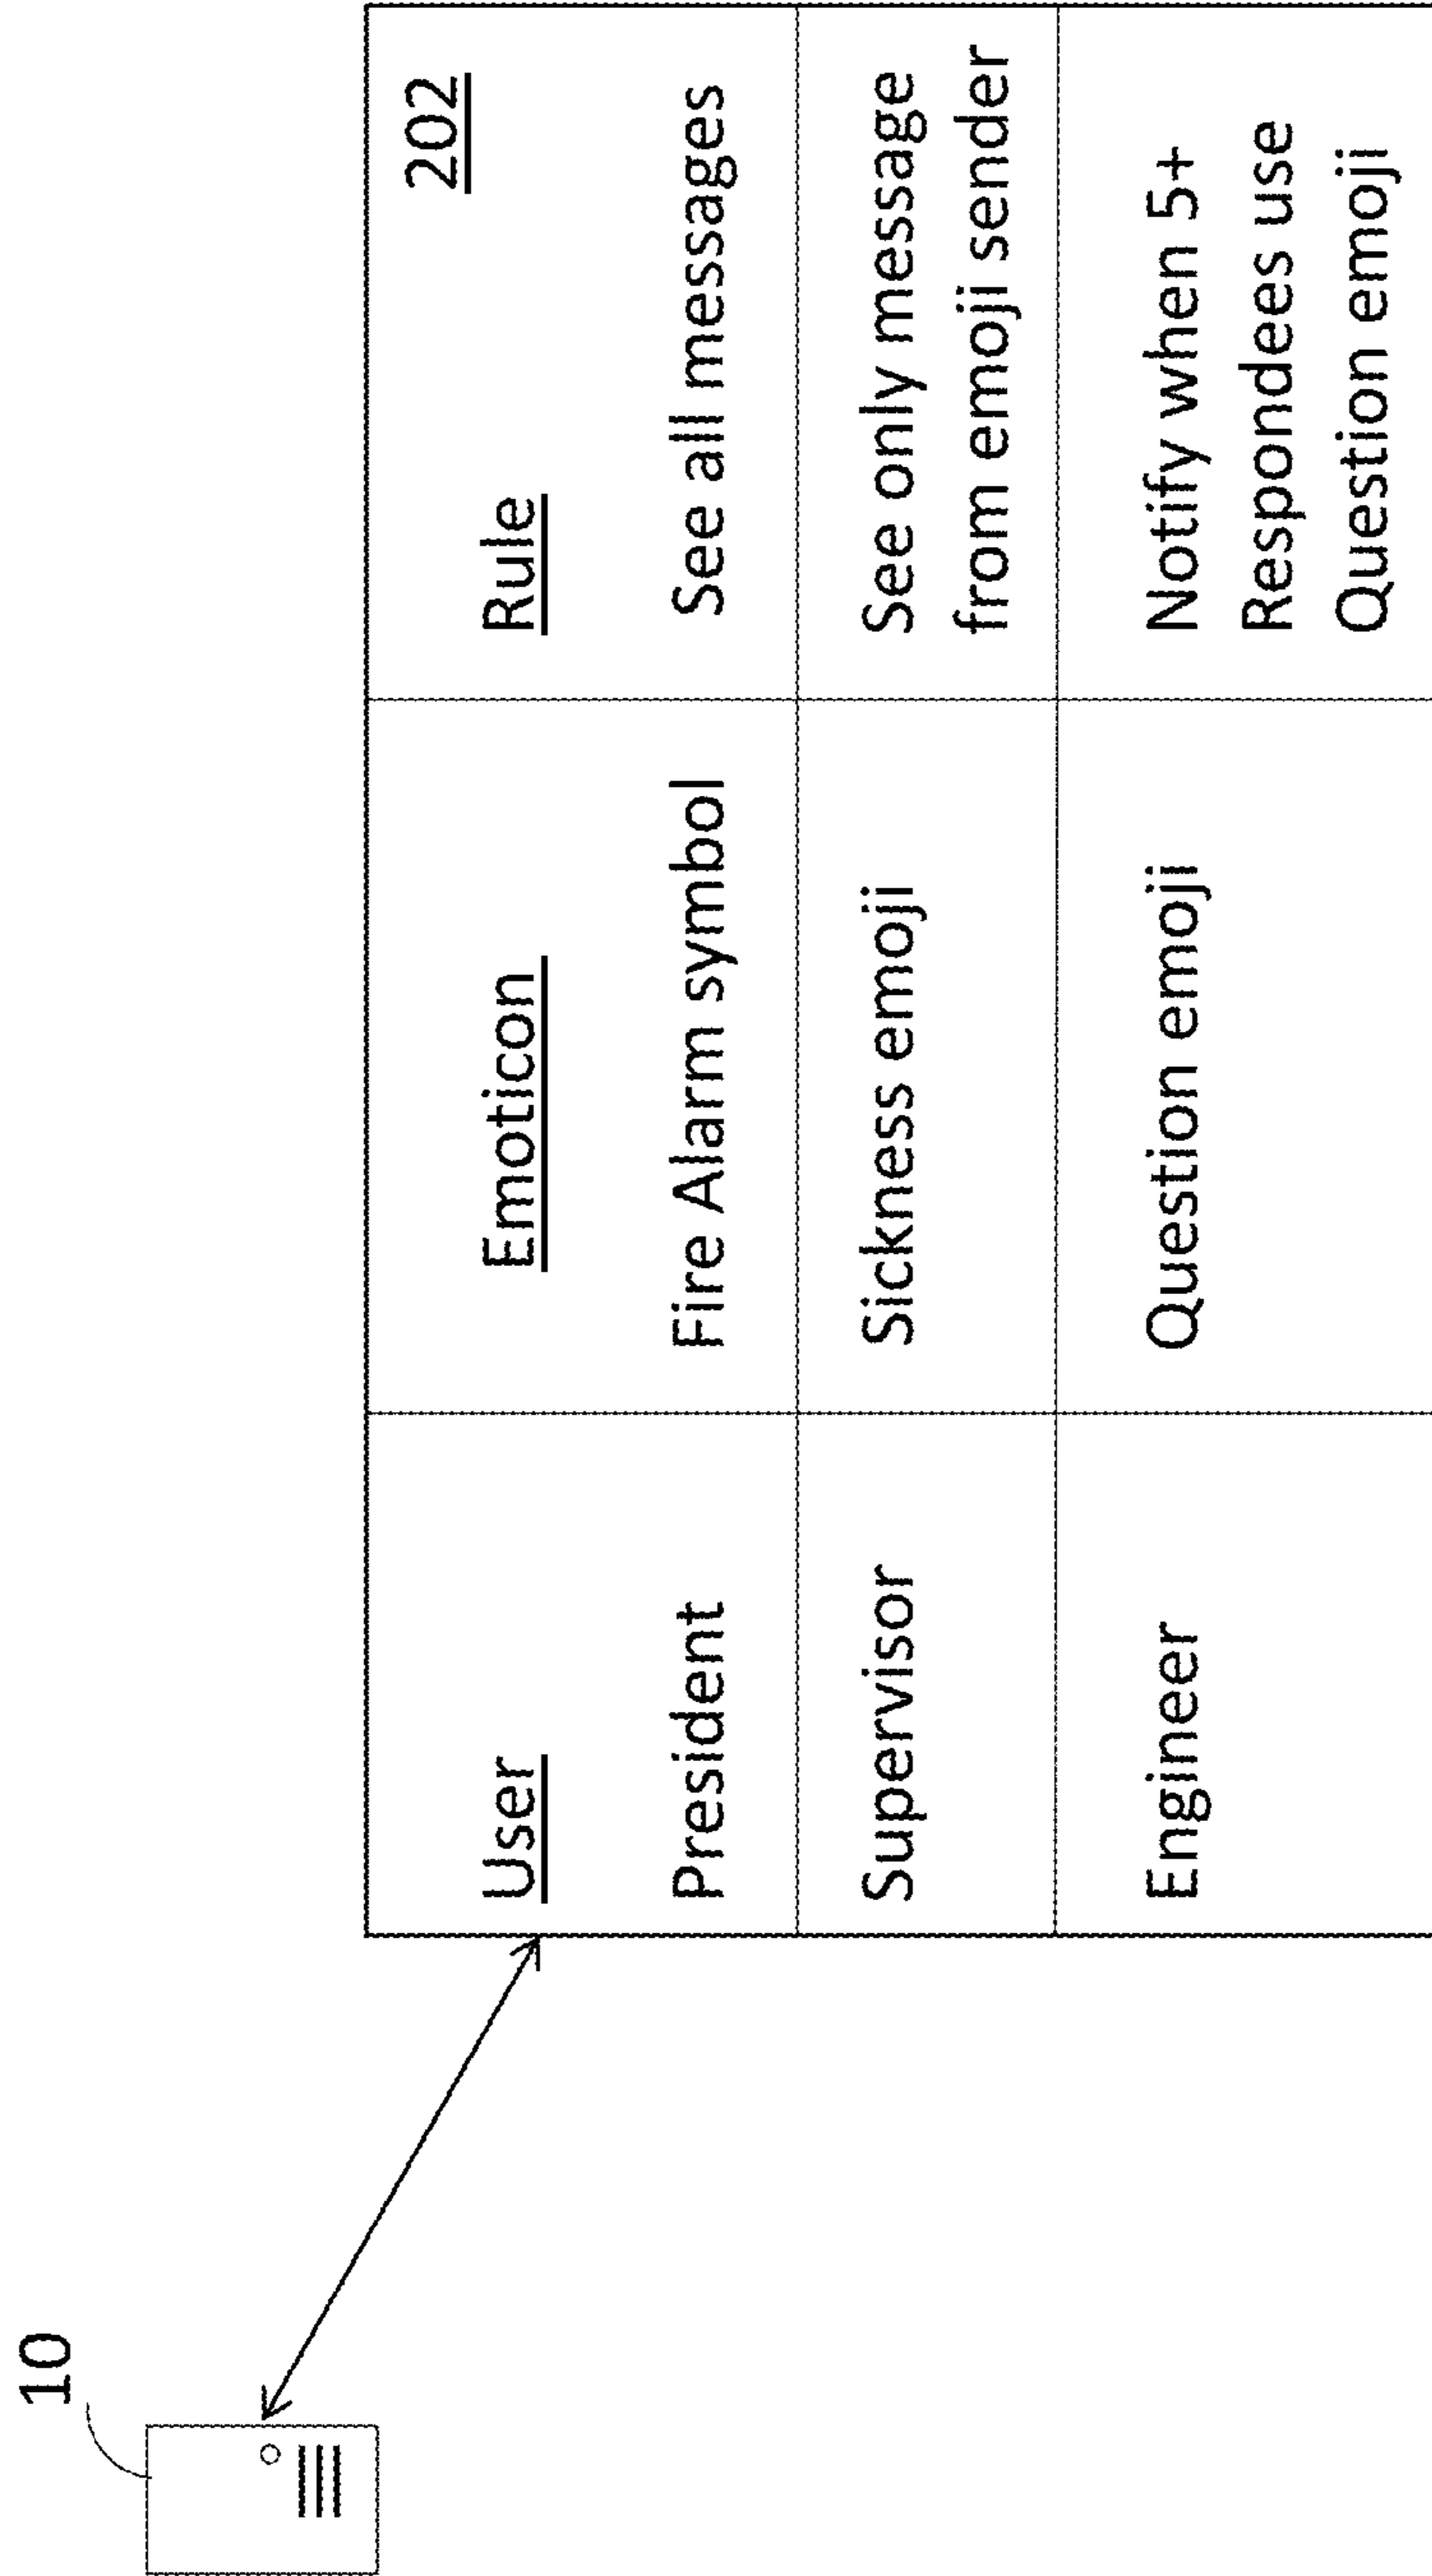 10
202
User Emoticon Rule
President Fire Alarm symbol See all messages
Supervisor Sickness emoji See only message
from emoji sender
Engineer Question emoji Notify when 5+
Respondees use
Question emoji